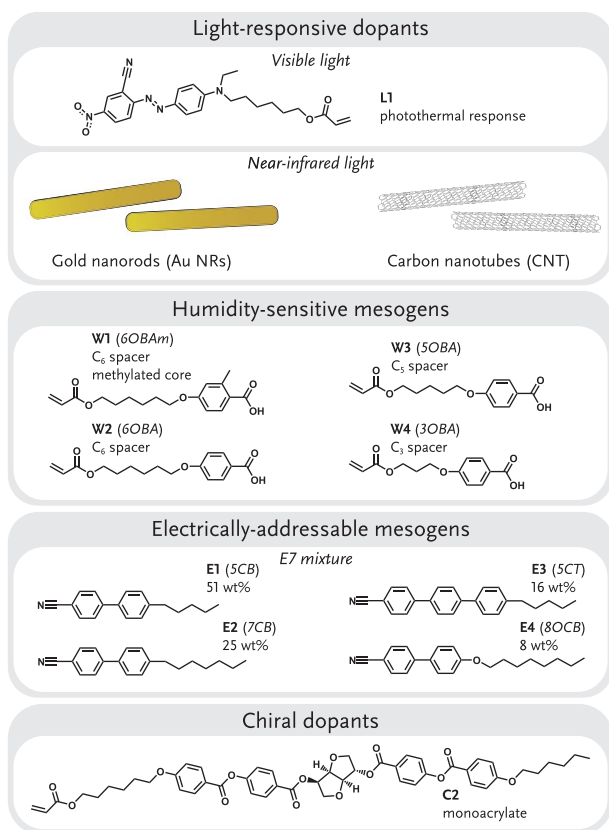 Light-responsive dopants
Visible light
L1
photothermal response
Near-infrared light
Gold nanorods (Au NRs)
Carbon nanotubes (CNT)
Humidity-sensitive mesogens
W1 (6OBAm)
C₆ spacer
methylated core
W3 (5OBA)
C₅ spacer
W2 (6OBA)
C₆ spacer
W4 (3OBA)
C₃ spacer
Electrically-addressable mesogens
E7 mixture
E1 (5CB)
51 wt%
E3 (5CT)
16 wt%
E2 (7CB)
25 wt%
E4 (8OCB)
8 wt%
Chiral dopants
C2
monoacrylate